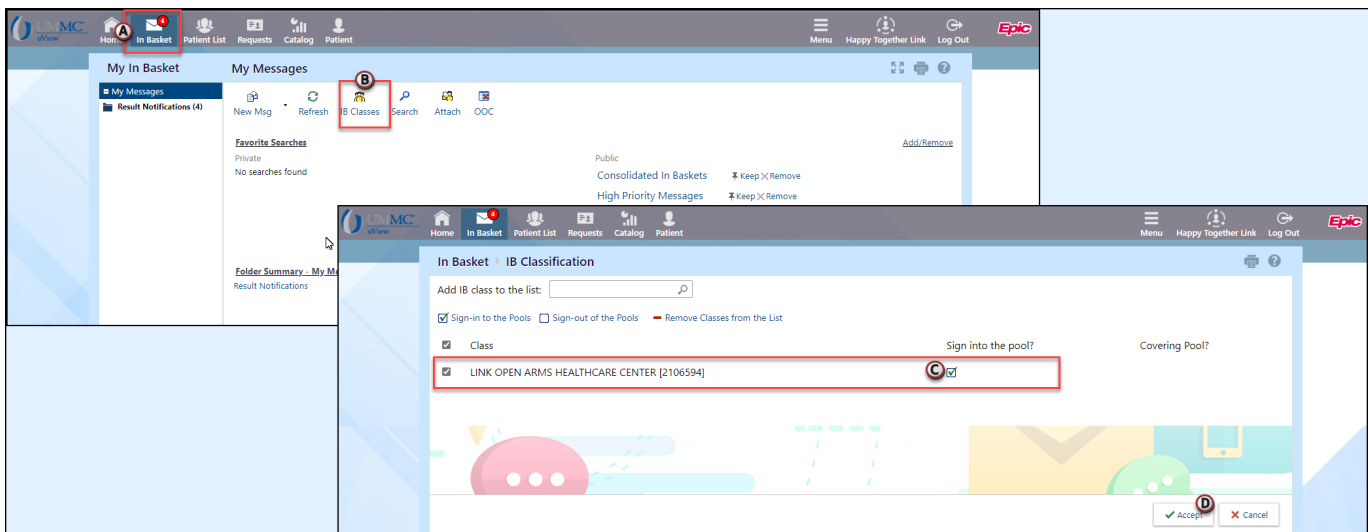 UMMC
uView
Home
In Basket
4
Patient List
Requests
Catalog
Patient
Menu
Happy Together Link
Log Out
Epic
A
My In Basket
My Messages
My Messages
Result Notifications (4)
B
New Msg
Refresh
IB Classes
Search
Attach
OOC
Favorite Searches
Add/Remove
Private
Public
No searches found
Consolidated In Baskets
Keep Remove
High Priority Messages
Keep Remove
Folder Summary - My Me
Result Notifications
UMMC
uView
Home
In Basket
4
Patient List
Requests
Catalog
Patient
Menu
Happy Together Link
Log Out
Epic
In Basket IB Classification
Add IB class to the list:
Sign-in to the Pools Sign-out of the Pools Remove Classes from the List
Class Sign into the pool? Covering Pool?
LINK OPEN ARMS HEALTHCARE CENTER [2106594]
C
D
Accept
Cancel